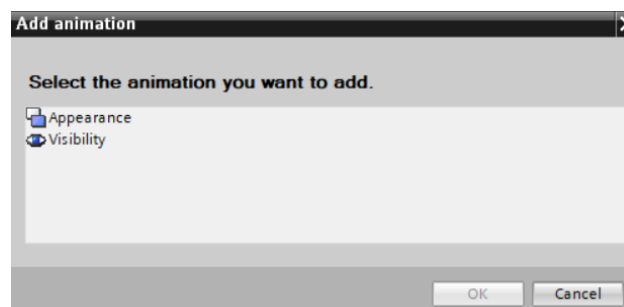 Add animation
Select the animation you want to add.
Appearance
Visibility
OK Cancel